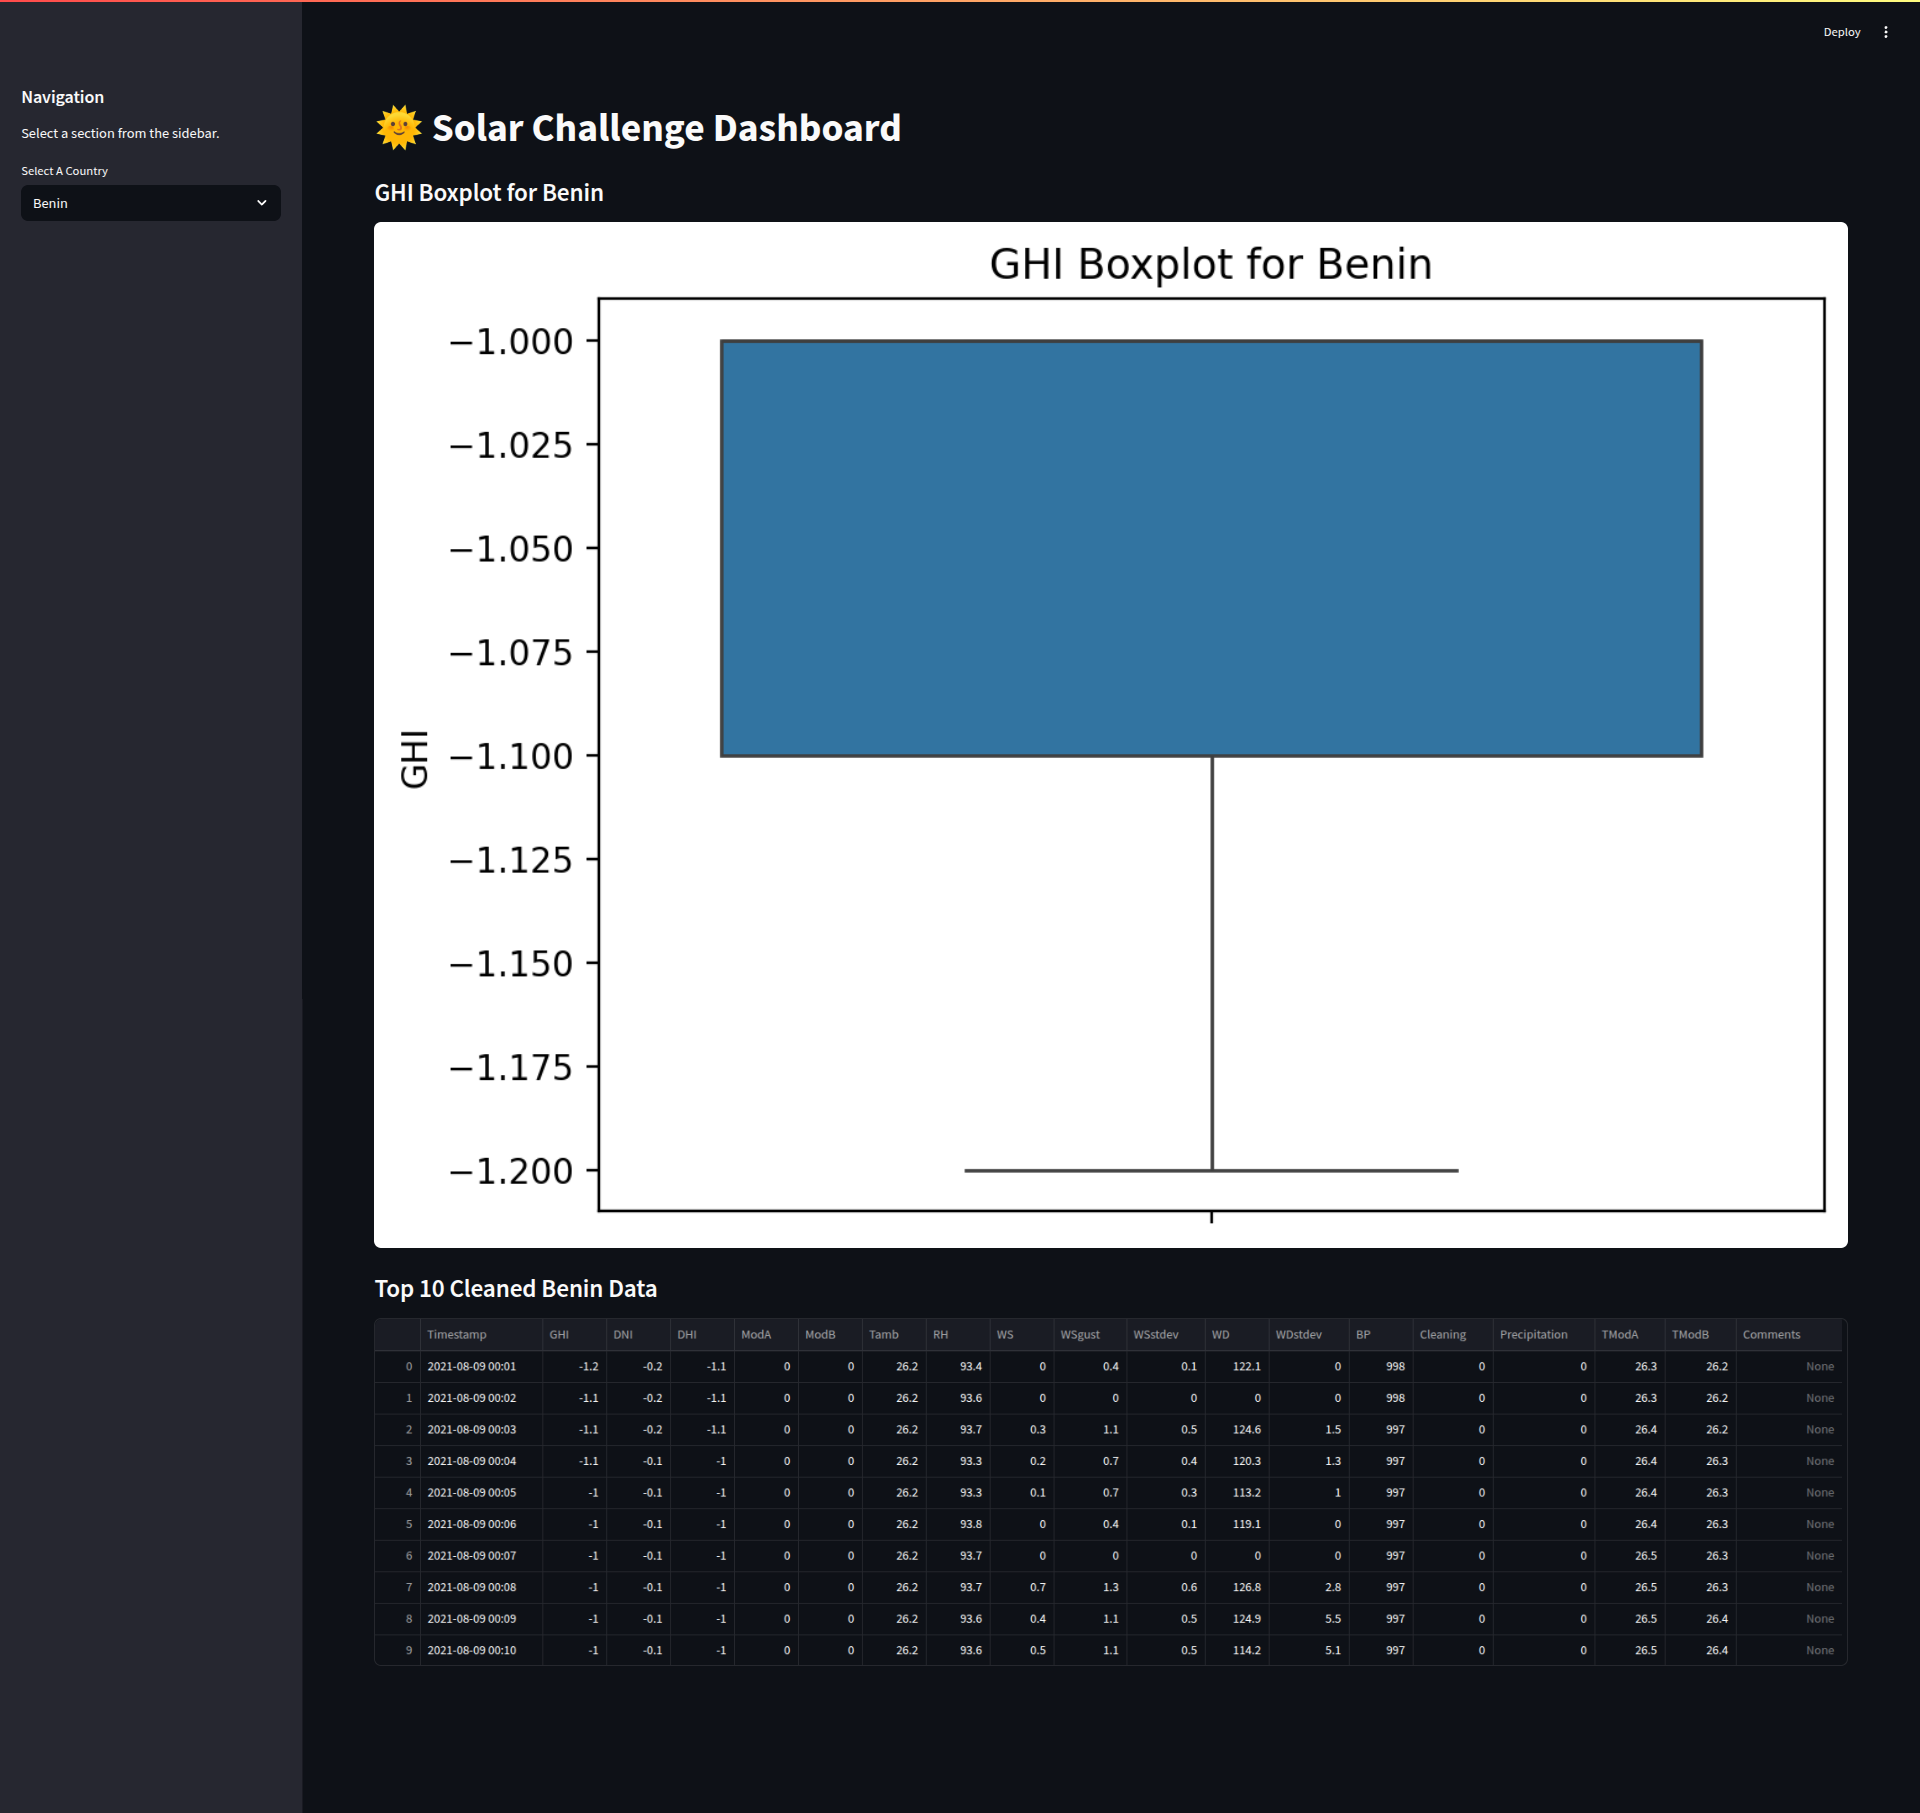 Deploy
Navigation
Select a section from the sidebar.
Select A Country
Benin
🌞 Solar Challenge Dashboard
GHI Boxplot for Benin
GHI Boxplot for Benin
−1.000
−1.025
−1.050
−1.075
−1.100
−1.125
−1.150
−1.175
−1.200
GHI
Top 10 Cleaned Benin Data
Timestamp GHI DNI DHI ModA ModB Tamb RH WS WSgust WSstdev WD WDstdev BP Cleaning Precipitation TModA TModB Comments
0 2021-08-09 00:01 -1.2 -0.2 -1.1 0 0 26.2 93.4 0 0.4 0.1 122.1 0 998 0 0 26.3 26.2 None
1 2021-08-09 00:02 -1.1 -0.2 -1.1 0 0 26.2 93.6 0 0 0 0 0 998 0 0 26.3 26.2 None
2 2021-08-09 00:03 -1.1 -0.2 -1.1 0 0 26.2 93.7 0.3 1.1 0.5 124.6 1.5 997 0 0 26.4 26.2 None
3 2021-08-09 00:04 -1.1 -0.1 -1 0 0 26.2 93.3 0.2 0.7 0.4 120.3 1.3 997 0 0 26.4 26.3 None
4 2021-08-09 00:05 -1 -0.1 -1 0 0 26.2 93.3 0.1 0.7 0.3 113.2 1 997 0 0 26.4 26.3 None
5 2021-08-09 00:06 -1 -0.1 -1 0 0 26.2 93.8 0 0.4 0.1 119.1 0 997 0 0 26.4 26.3 None
6 2021-08-09 00:07 -1 -0.1 -1 0 0 26.2 93.7 0 0 0 0 0 997 0 0 26.5 26.3 None
7 2021-08-09 00:08 -1 -0.1 -1 0 0 26.2 93.7 0.7 1.3 0.6 126.8 2.8 997 0 0 26.5 26.3 None
8 2021-08-09 00:09 -1 -0.1 -1 0 0 26.2 93.6 0.4 1.1 0.5 124.9 5.5 997 0 0 26.5 26.4 None
9 2021-08-09 00:10 -1 -0.1 -1 0 0 26.2 93.6 0.5 1.1 0.5 114.2 5.1 997 0 0 26.5 26.4 None